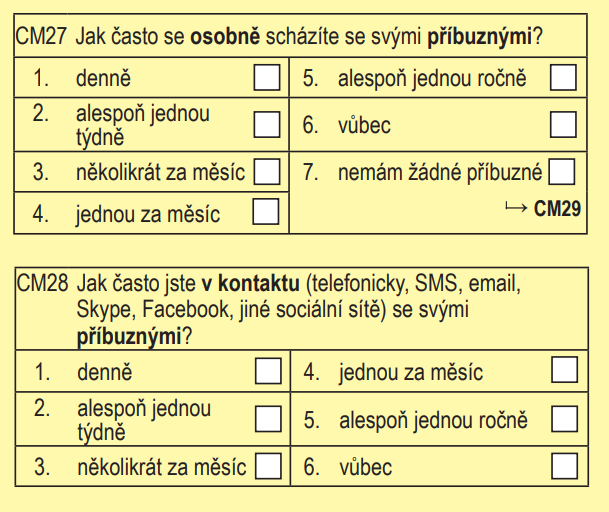 CM27 Jak často se osobně scházíte se svými příbuznými?
1. denně
2. alespoň jednou
týdně
3. několikrát za měsíc
4. jednou za měsíc
5. alespoň jednou ročně
6. vůbec
7. nemám žádné příbuzné
↦ CM29
CM28 Jak často jste v kontaktu (telefonicky, SMS, email,
Skype, Facebook, jiné sociální sítě) se svými
příbuznými?
1. denně
2. alespoň jednou
týdně
3. několikrát za měsíc
4. jednou za měsíc
5. alespoň jednou ročně
6. vůbec